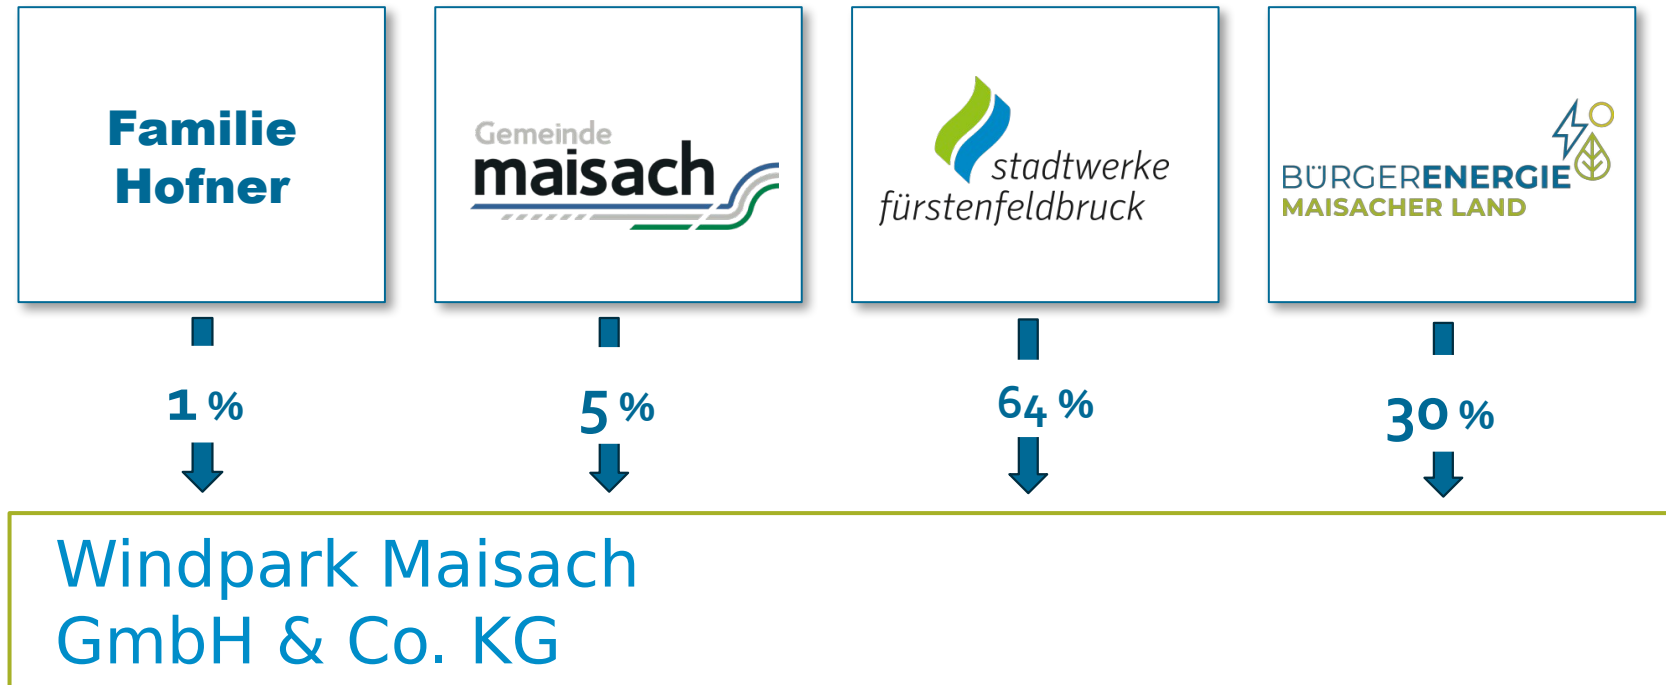 Familie
Hofner
Gemeinde
maisach
stadtwerke
fürstenfeldbruck
BÜRGERENERGIE
MAISACHER LAND
1 %
5 %
64 %
30 %
Windpark Maisach
GmbH & Co. KG